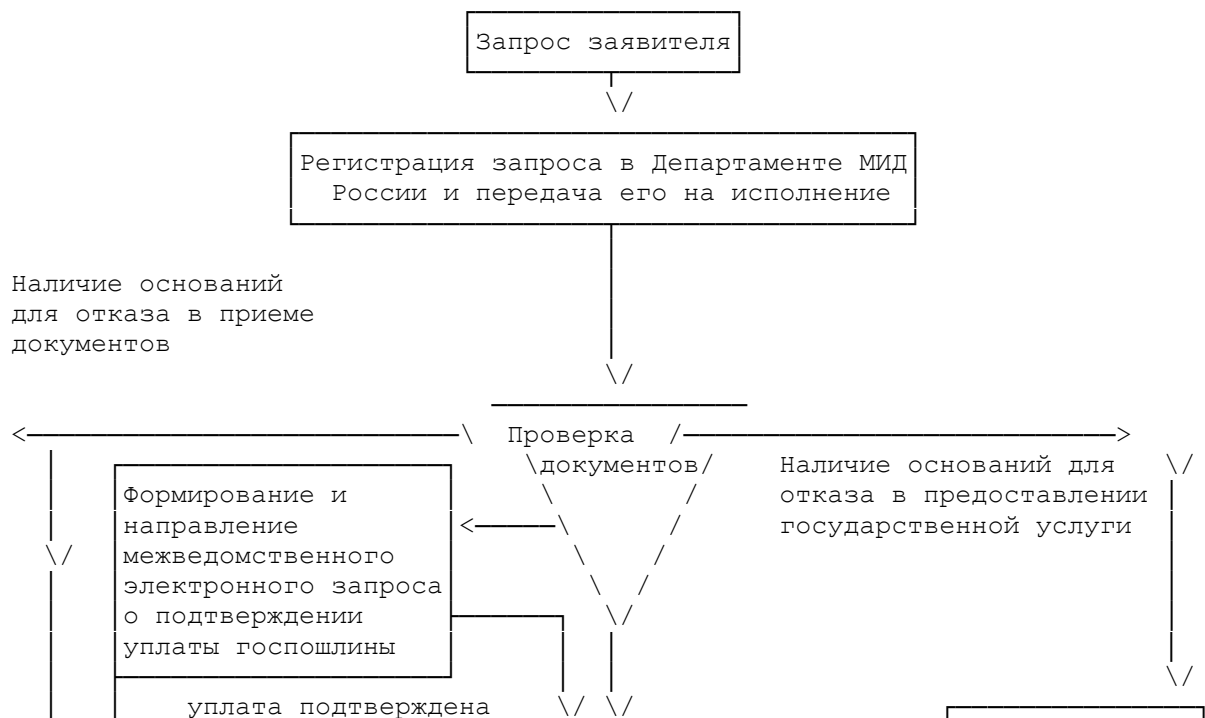 Запрос заявителя
Регистрация запроса в Департаменте МИД
России и передача его на исполнение
Наличие оснований
для отказа в приеме
документов
Проверка
документов
Наличие оснований для
отказа в предоставлении
государственной услуги
Формирование и
направление
межведомственного
электронного запроса
о подтверждении
уплаты госпошлины
уплата подтверждена